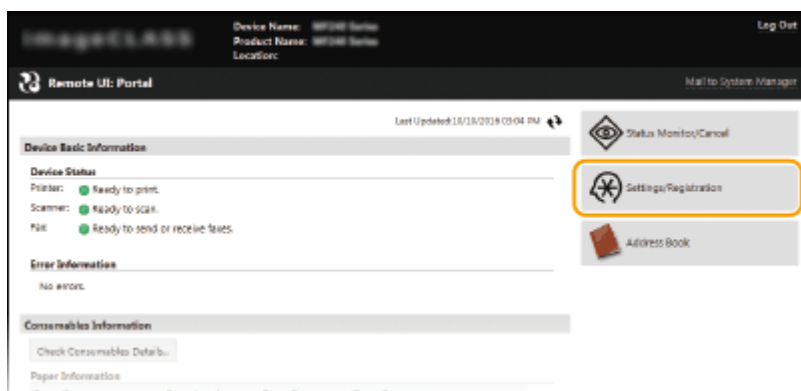 Device Name:
Product Name:
Location:
Log Out
Remote UI: Portal
Mail to System Manager
Last Updated:10/10/2016 03:04 PM
Device Basic Information
Device Status
Printer: Ready to print.
Scanner: Ready to scan.
Fax: Ready to send or receive faxes.
Error Information
No errors.
Consumables Information
Check Consumables Details...
Paper Information
Status Monitor/Cancel
Settings/Registration
Address Book